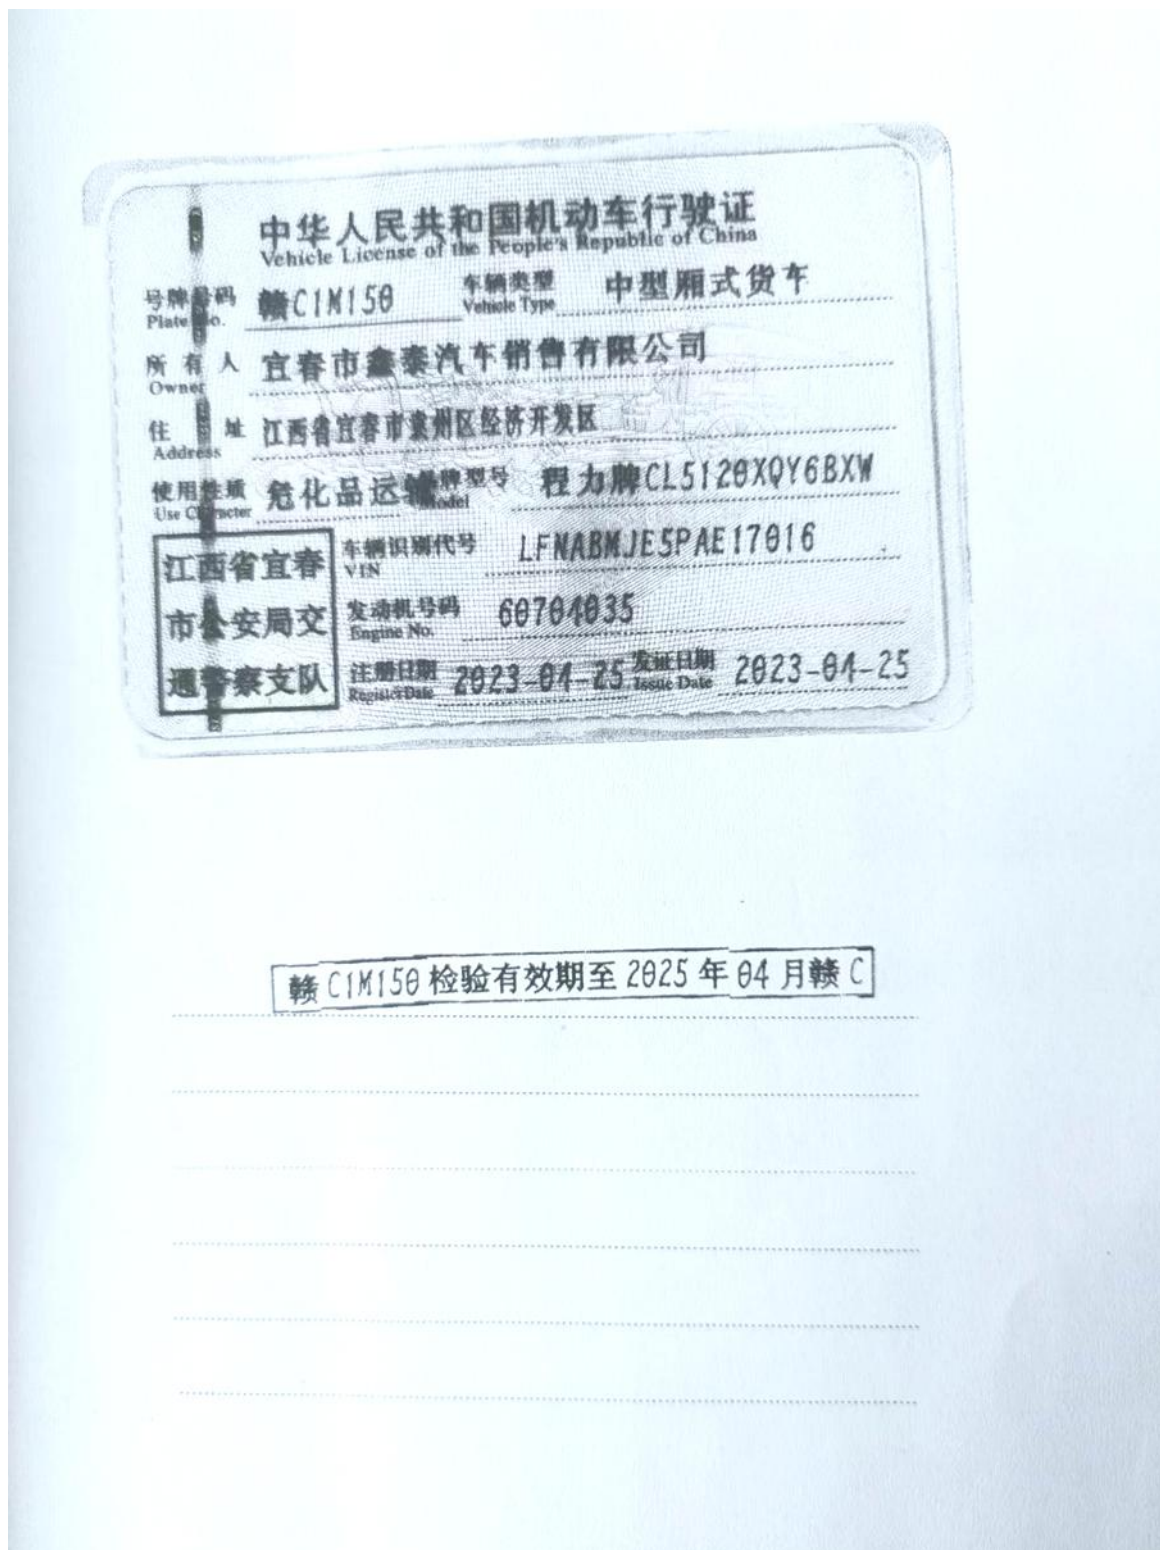 中华人民共和国机动车行驶证
Vehicle License of the People's Republic of China
号牌号码 赣C1M150 车辆类型 中型厢式货车
Plate No. Vehicle Type
所有人 宜春市鑫泰汽车销售有限公司
Owner
住址 江西省宜春市袁州区经济开发区
Address
使用性质 危化品运输 品牌型号 程力牌CL5120XQY6BXW
Use Character Model
江西省宜春 车辆识别代号 LFNABMJE5PAE17016
VIN
市公安局交 发动机号码 60704035
Engine No.
通警察支队 注册日期 2023-04-25 发证日期 2023-04-25
Register Date Issue Date
赣C1M150检验有效期至2025年04月赣C